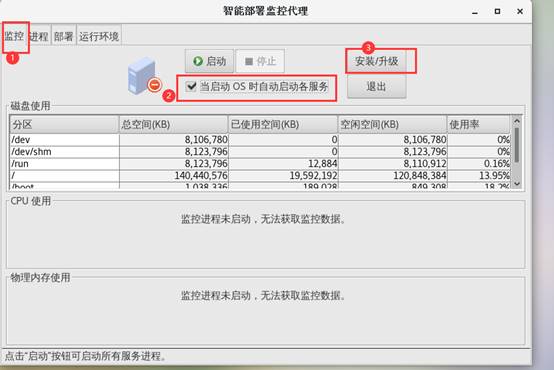 智能部署监控代理
监控 进程 部署 运行环境
1
启动 停止
3
安装/升级
2
当启动 OS 时自动启动各服务
退出
磁盘使用
分区 总空间(KB) 已使用空间(KB) 空闲空间(KB) 使用率
/dev 8,106,780 0 8,106,780 0%
/dev/shm 8,123,796 0 8,123,796 0%
/run 8,123,796 12,884 8,110,912 0.16%
/ 140,440,576 19,592,192 120,848,384 13.95%
/boot 1,038,336 189,028 849,308 18.2%
CPU 使用
监控进程未启动，无法获取监控数据。
物理内存使用
监控进程未启动，无法获取监控数据。
点击“启动”按钮可启动所有服务进程。